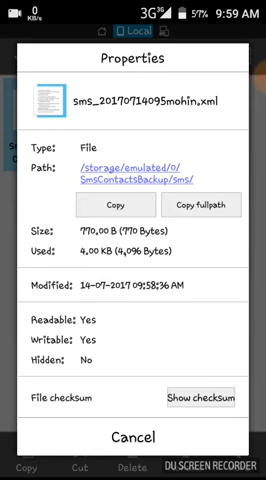 0
KB/s
3G 3G 57% 9:59 AM
Local
Properties
sms_20170714095mohin.xml
Type: File
Path: /storage/emulated/0/
SmsContactsBackup/sms/
Copy Copy fullpath
Size: 770.00 B (770 Bytes)
Used: 4.00 KB (4,096 Bytes)
Modified: 14-07-2017 09:58:36 AM
Readable: Yes
Writable: Yes
Hidden: No
File checksum Show checksum
Cancel
Copy Cut Delete
DU SCREEN RECORDER